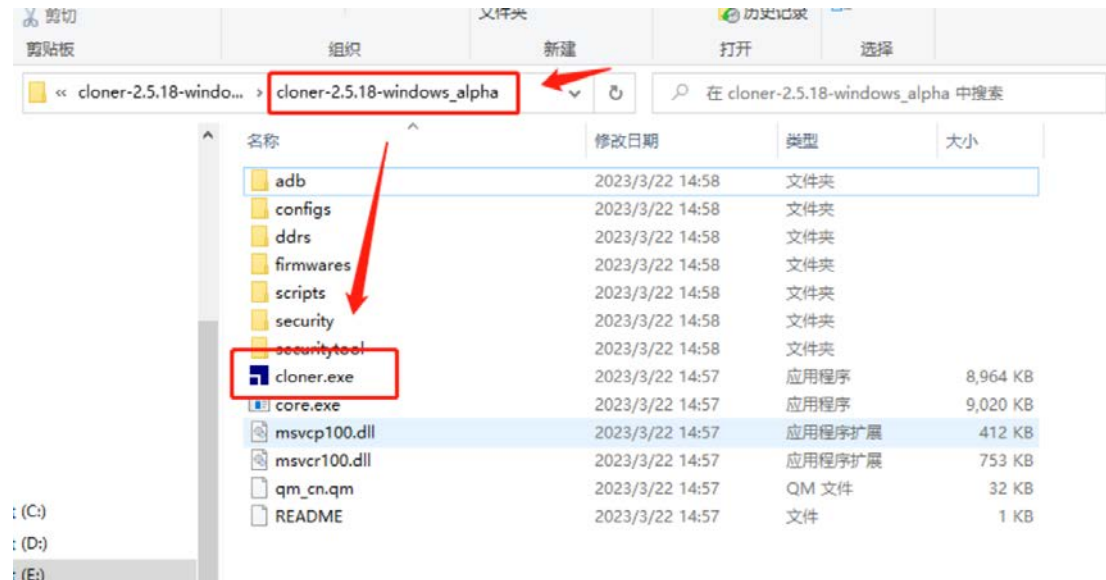 剪切
文件夹
历史记录
剪贴板 组织 新建 打开 选择
« cloner-2.5.18-windo... › cloner-2.5.18-windows_alpha 在 cloner-2.5.18-windows_alpha 中搜索
名称 修改日期 类型 大小
adb 2023/3/22 14:58 文件夹
configs 2023/3/22 14:58 文件夹
ddrs 2023/3/22 14:58 文件夹
firmwares 2023/3/22 14:58 文件夹
scripts 2023/3/22 14:58 文件夹
security 2023/3/22 14:58 文件夹
securitytool 2023/3/22 14:58 文件夹
cloner.exe 2023/3/22 14:57 应用程序 8,964 KB
core.exe 2023/3/22 14:57 应用程序 9,020 KB
msvcp100.dll 2023/3/22 14:57 应用程序扩展 412 KB
msvcr100.dll 2023/3/22 14:57 应用程序扩展 753 KB
qm_cn.qm 2023/3/22 14:57 QM 文件 32 KB
README 2023/3/22 14:57 文件 1 KB
(C:)
(D:)
(E:)